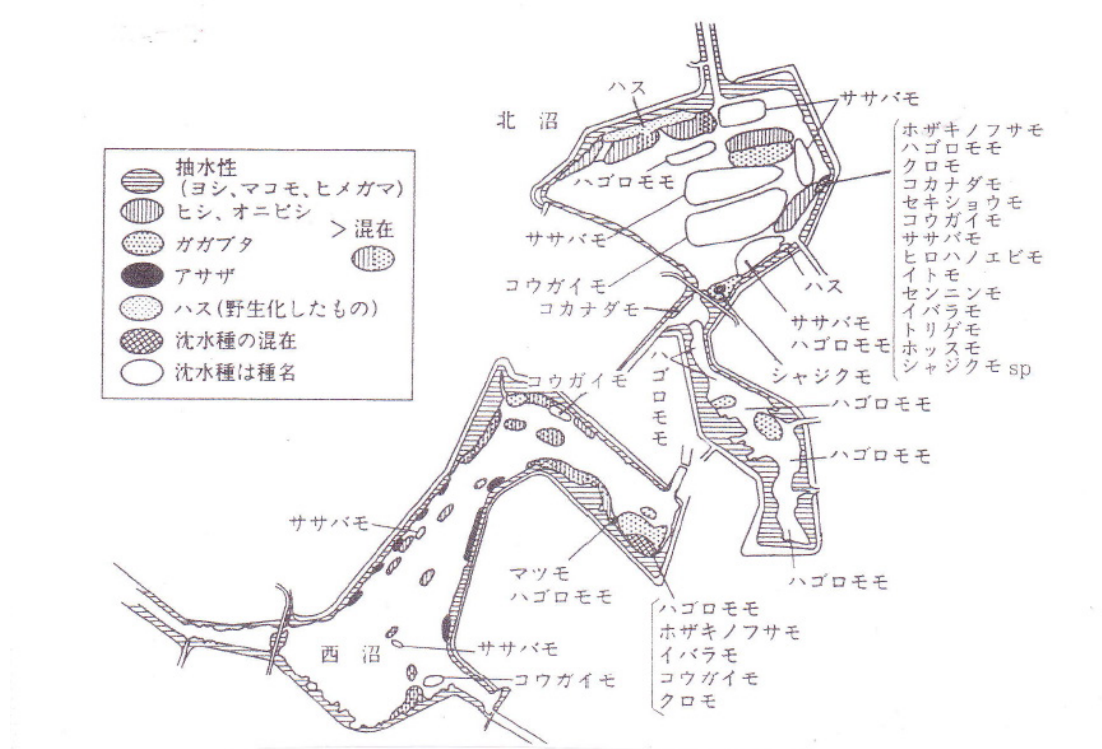 ハス
北沼
ササバモ
抽水性
(ヨシ、マコモ、ヒメガマ)
ヒシ、オニビシ
> 混在
ガガブタ
アサザ
ハス(野生化したもの)
沈水種の混在
沈水種は種名
ハゴロモモ
ササバモ
コウガイモ
コカナダモ
ホザキノフサモ
ハゴロモモ
クロモ
コカナダモ
セキショウモ
コウガイモ
ササバモ
ヒロハノエビモ
イトモ
センニンモ
イバラモ
トリゲモ
ホッスモ
シャジクモ sp
ハス
ササバモ
ハゴロモモ
シャジクモ
ハゴロモモ
ハゴロモモ
ハゴロモモ
ハゴロモモ
コウガイモ
ササバモ
マツモ
ハゴロモモ
ハゴロモモ
ホザキノフサモ
イバラモ
コウガイモ
クロモ
西沼
ササバモ
コウガイモ